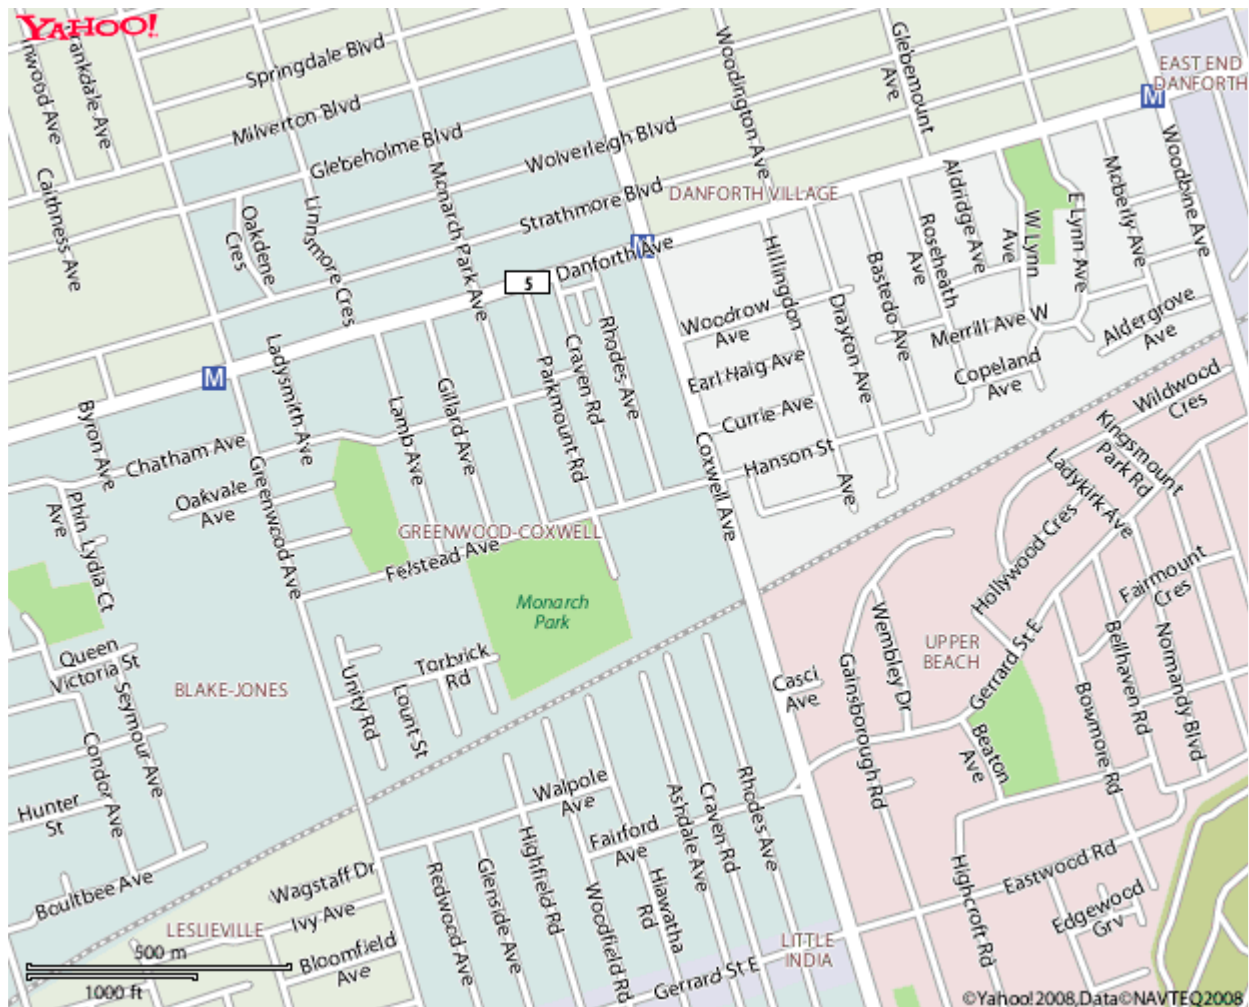 YAHOO!
Springdale Blvd
Milverton Blvd
Glebeholme Blvd
Wolverleigh Blvd
Strathmore Blvd
Danforth Ave
Woodington Ave
Glebemount
Ave
EAST END
DANFORTH
M
DANFORTH VILLAGE
Woodbine Ave
Moberly Ave
E Lynn Ave
W Lynn
Ave
Aldridge Ave
Roseheath
Ave
Bastedo Ave
Drayton Ave
Hillingdon
Ave
Caithness Ave
Oakdene
Cres
Linnsmore Cres
Monarch Park Ave
M
5
M
Woodrow
Ave
Earl Haig Ave
Currie Ave
Hanson St
Merrill Ave W
Copeland
Ave
Aldergrove
Ave
Wildwood
Cres
Kingsmount
Park Rd
Ladykirk Ave
Hollywood Cres
Fairmount
Cres
Ladysmith Ave
Lamb Ave
Gillard Ave
Parkmount Rd
Craven Rd
Rhodes Ave
Coxwell Ave
Byron Ave
Chatham Ave
Oakvale
Ave
Greenwood Ave
Phin
Ave
Lydia Ct
GREENWOOD-COXWELL
Felstead Ave
Monarch
Park
Queen
Victoria St
BLAKE-JONES
Seymour Ave
Condor Ave
Hunter
St
Boultbee Ave
Unity Rd
Lount St
Torbrick
Rd
Casci
Ave
Wembley Dr
Gainsborough Rd
UPPER
BEACH
Gerrard St E
Beaton
Ave
Bowmore Rd
Bellhaven Rd
Normandy Blvd
Walpole
Ave
Fairford
Ave
Ashdale Ave
Craven Rd
Rhodes Ave
Hiawatha
Rd
Woodfield Rd
Highfield Rd
Glenside Ave
Redwood Ave
Wagstaff Dr
Ivy Ave
Bloomfield
Ave
LESLIEVILLE
Gerrard St E
LITTLE
INDIA
Highcroft Rd
Eastwood Rd
Edgewood
Grv
500 m
1000 ft
©Yahoo!2008,Data©NAVTEQ2008